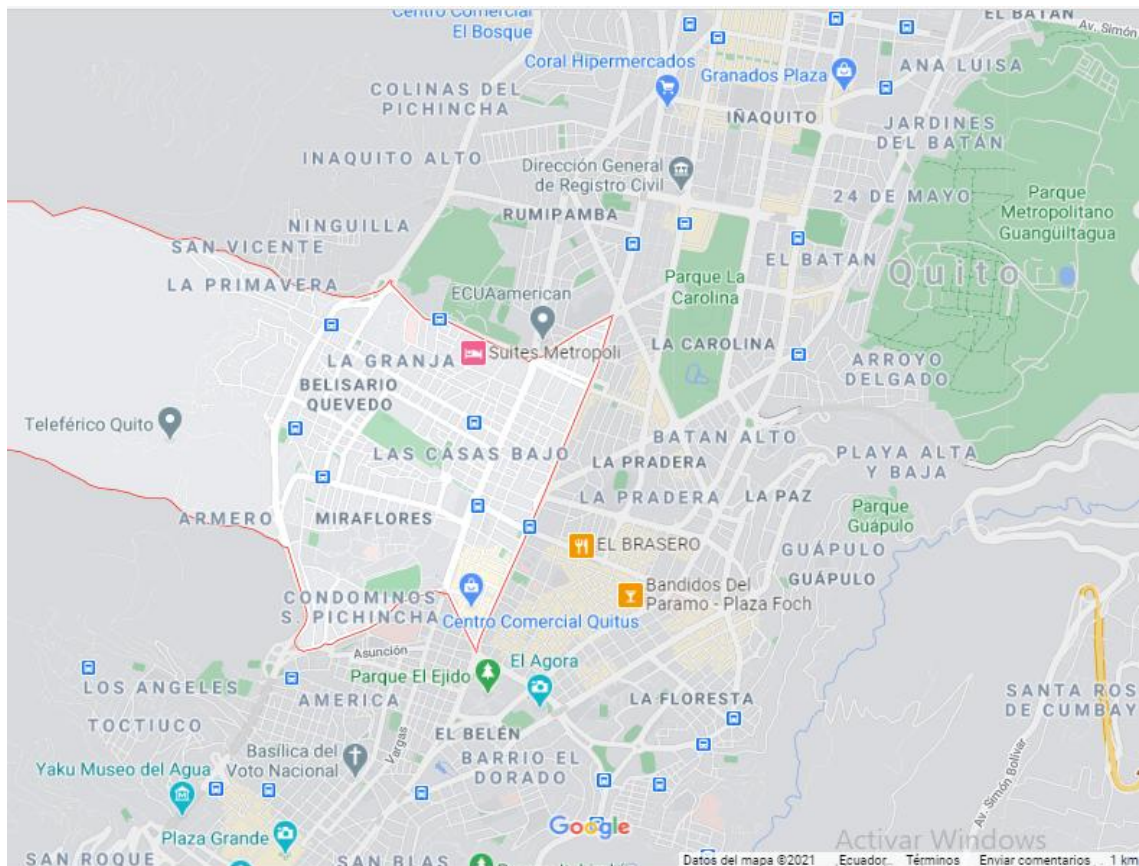 Centro Comercial
El Bosque
EL BATÁN
Av. Simón
Coral Hipermercados
Granados Plaza
ANA LUISA
COLINAS DEL
PICHINCHA
IÑAQUITO
JARDINES
DEL BATÁN
INAQUITO ALTO
Dirección General
de Registro Civil
24 DE MAYO
Parque
Metropolitano
Guangüiltagua
RUMIPAMBA
NINGUILLA
SAN VICENTE
EL BATAN
Quito
LA PRIMAVERA
Parque La
Carolina
ECUAamerican
LA CAROLINA
LA GRANJA
Suites Metropoli
ARROYO
DELGADO
BELISARIO
QUEVEDO
Teleférico Quito
BATAN ALTO
LAS CASAS BAJO
PLAYA ALTA
Y BAJA
LA PRADERA
LA PRADERA
LA PAZ
ARMERO
MIRAFLORES
Parque
Guápulo
EL BRASERO
GUÁPULO
GUÁPULO
Bandidos Del
Paramo - Plaza Foch
CONDOMINOS
S. PICHINCHA
Centro Comercial Quitus
Asunción
El Agora
Parque El Ejido
LOS ANGELES
AMERICA
LA FLORESTA
SANTA ROS
DE CUMBAY
TOCTIUCO
Vargas
EL BELÉN
Basílica del
Voto Nacional
BARRIO EL
DORADO
Yaku Museo del Agua
Av. Simón Bolívar
Plaza Grande
Google
Activar Windows
SAN ROQUE
SAN BLAS
Datos del mapa ©2021 Ecuador Términos Enviar comentarios 1 km